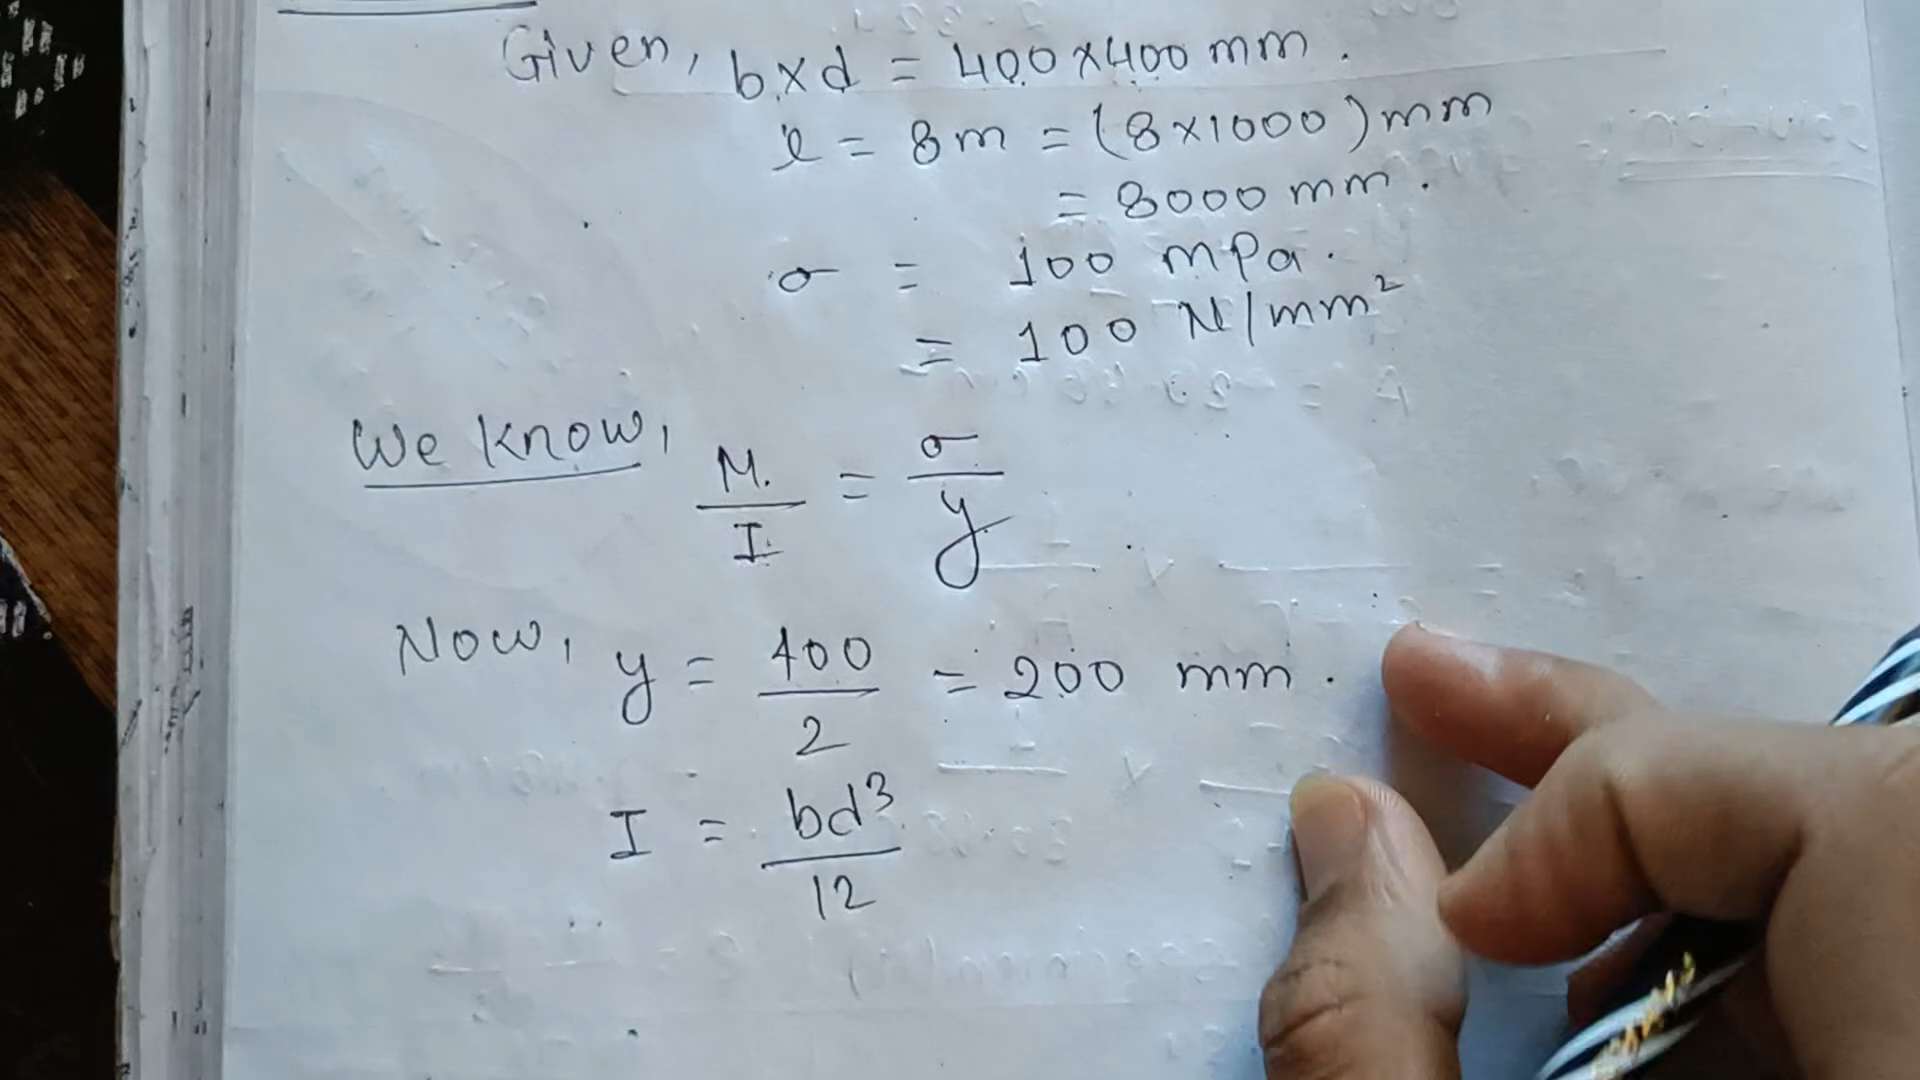 Given, b×d = 400×400 mm.
l = 8m = (8×1000) mm
= 8000 mm.
σ = 100 mPa.
= 100 N/mm²
We know, M/I = σ/y
Now, y = 400/2 = 200 mm.
I = bd³/12